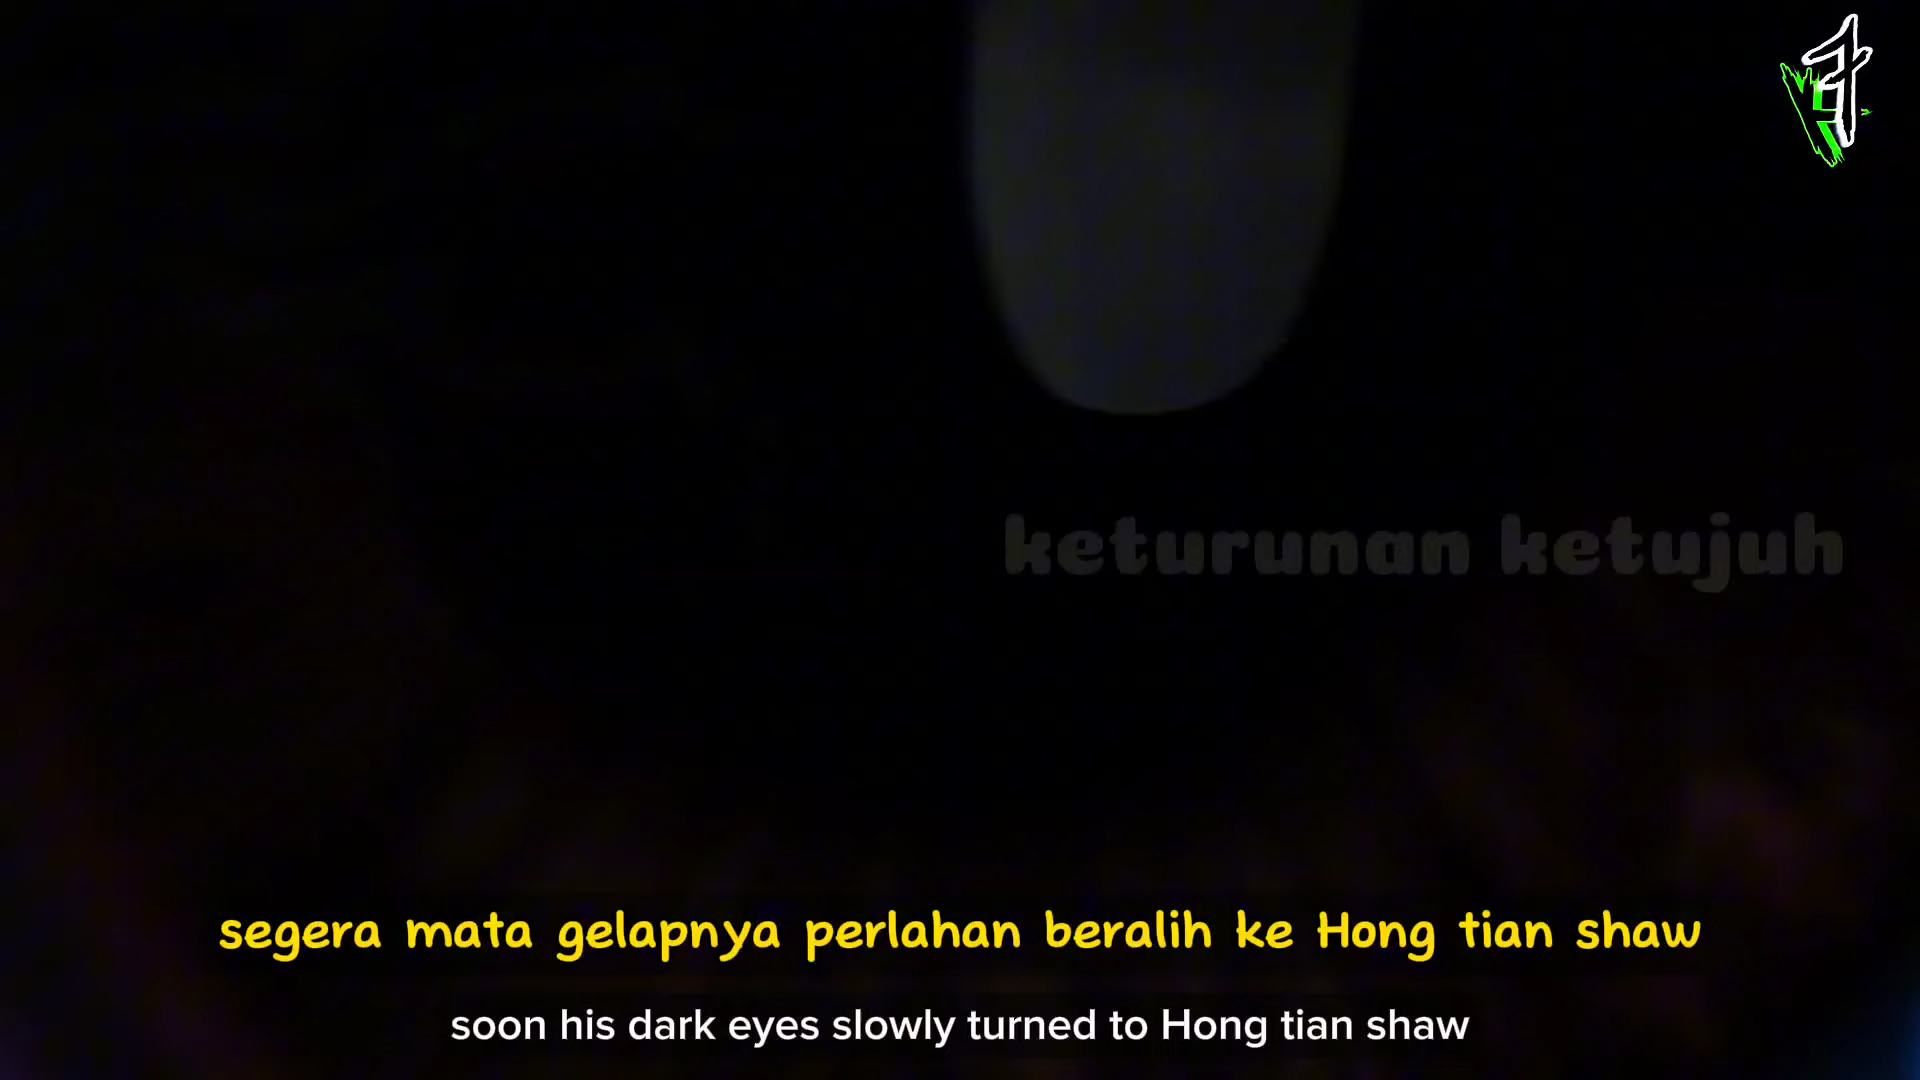 keturunan ketujuh
segera mata gelapnya perlahan beralih ke Hong tian shaw
soon his dark eyes slowly turned to Hong tian shaw